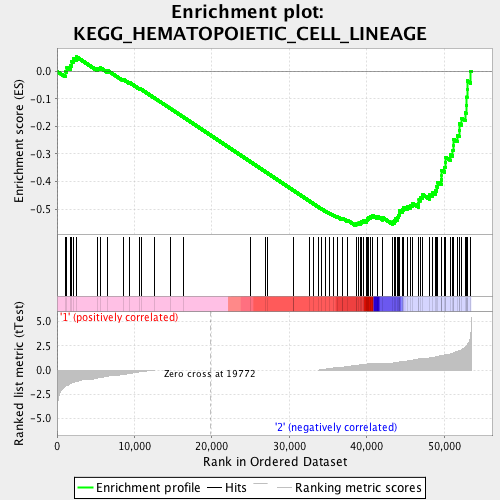 Enrichment plot:
KEGG_HEMATOPOIETIC_CELL_LINEAGE
Enrichment score (ES)
0.0
-0.1
-0.2
-0.3
-0.4
-0.5
'1' (positively correlated)
Ranked list metric (tTest)
5.0
2.5
0.0
-2.5
-5.0
Zero cross at 19772
'2' (negatively correlated)
0
10,000
20,000
30,000
40,000
50,000
Rank in Ordered Dataset
Enrichment profile
Hits
Ranking metric scores